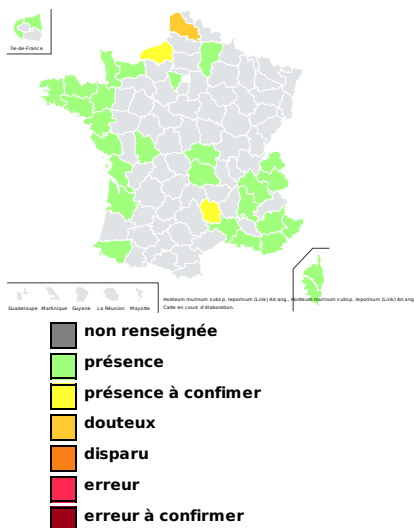 Île-de-France
Guadeloupe Martinique Guyane La Réunion Mayotte
Hordeum murinum subsp. leporinum (Link) Arcang., Hordeum murinum subsp. leporinum (Link) Arcang
Carte en cours d'élaboration.
non renseignée
présence
présence à confimer
douteux
disparu
erreur
erreur à confirmer